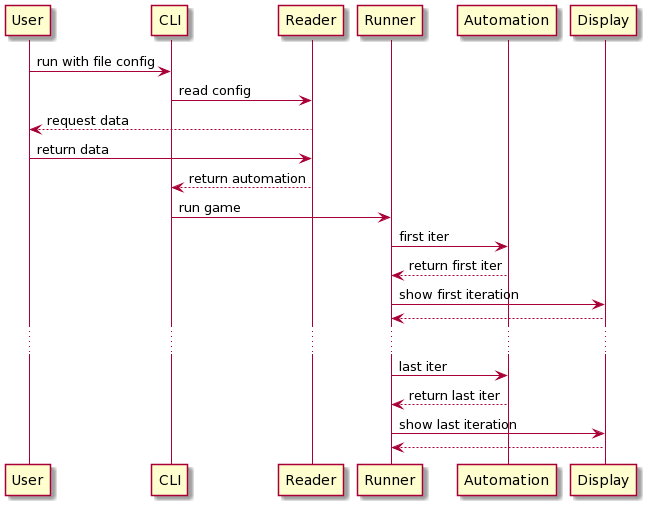 User CLI Reader Runner Automation Display
run with file config
read config
request data
return data
return automation
run game
first iter
return first iter
show first iteration
last iter
return last iter
show last iteration
User CLI Reader Runner Automation Display